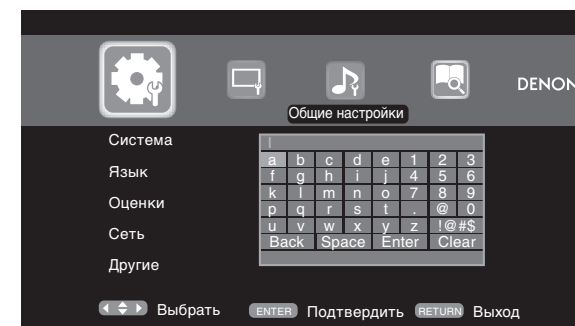 DENON
Общие настройки
Система
Язык
Оценки
Сеть
Другие
a b c d e 1 2 3
f g h i j 4 5 6
k l m n o 7 8 9
p q r s t . @ 0
u v w x y z !@#$
Back Space Enter Clear
Выбрать ENTER Подтвердить RETURN Выход